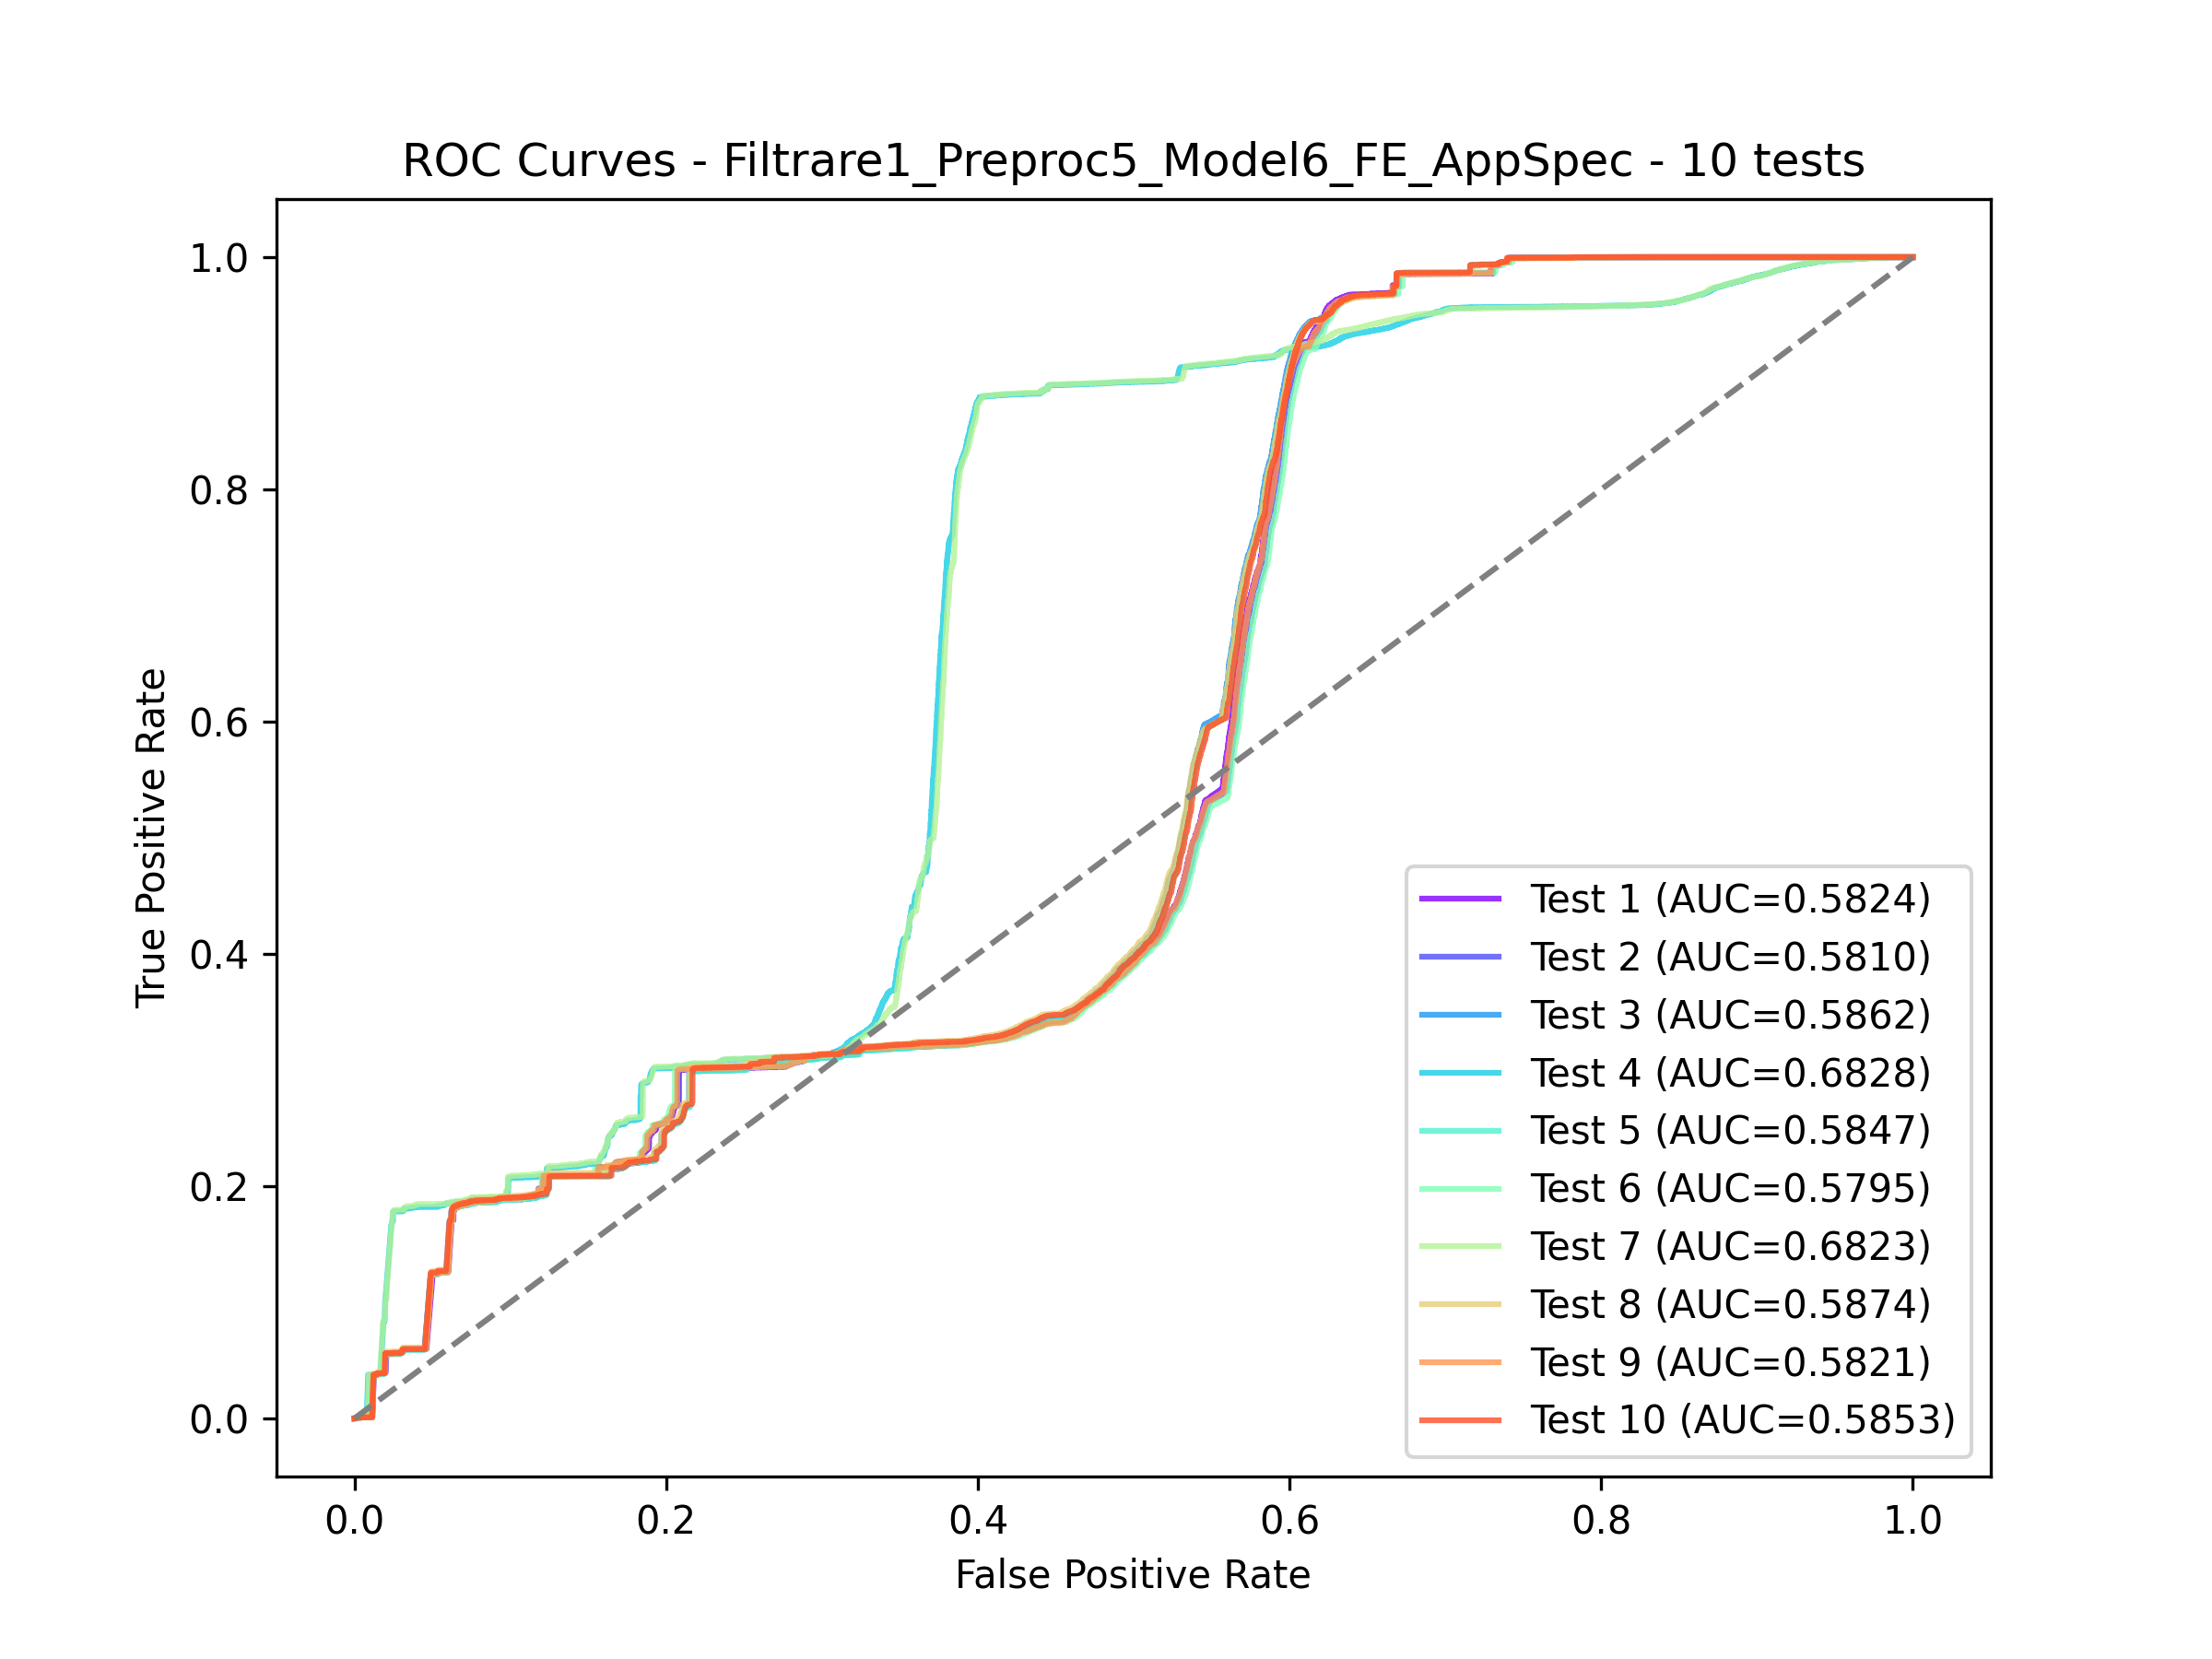 ROC Curves - Filtrare1_Preproc5_Model6_FE_AppSpec - 10 tests
True Positive Rate
1.0
0.8
0.6
0.4
0.2
0.0
Test 1 (AUC=0.5824)
Test 2 (AUC=0.5810)
Test 3 (AUC=0.5862)
Test 4 (AUC=0.6828)
Test 5 (AUC=0.5847)
Test 6 (AUC=0.5795)
Test 7 (AUC=0.6823)
Test 8 (AUC=0.5874)
Test 9 (AUC=0.5821)
Test 10 (AUC=0.5853)
0.0 0.2 0.4 0.6 0.8 1.0
False Positive Rate